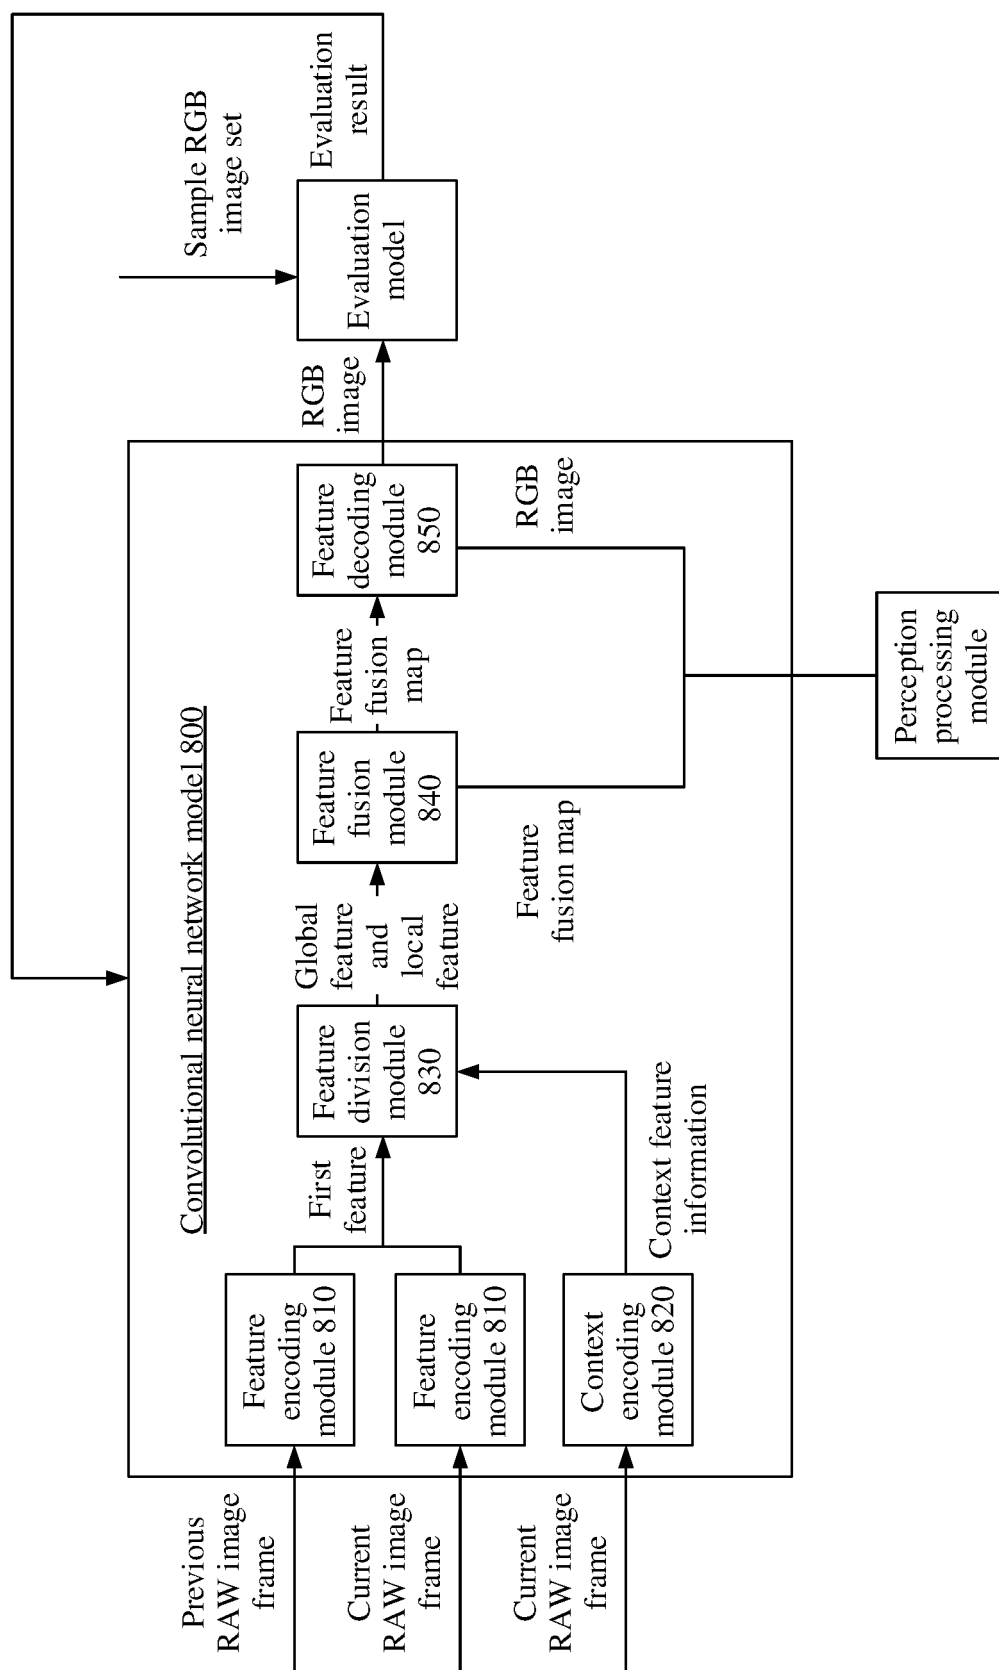 Convolutional neural network model 800
Previous
RAW image
frame
Current
RAW image
frame
Current
RAW image
frame
Feature
encoding
module 810
Feature
encoding
module 810
Context
encoding
module 820
First
feature
Context feature
information
Feature
division
module
830
Global
feature
and
local
feature
Feature
fusion
module
840
Feature
fusion
map
Feature
fusion map
Feature
decoding
module
850
RGB
image
RGB
image
Perception
processing
module
Sample RGB
image set
Evaluation
model
Evaluation
result